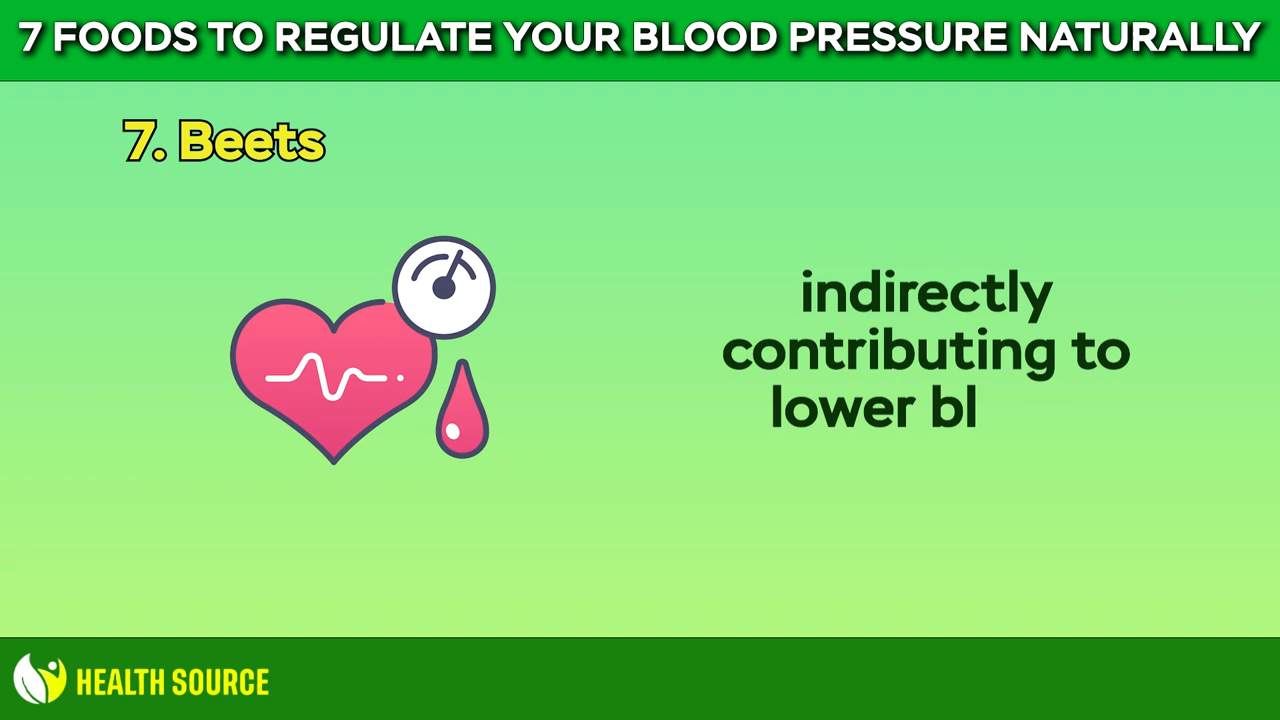 7 FOODS TO REGULATE YOUR BLOOD PRESSURE NATURALLY
7. Beets
indirectly
contributing to
lower bl
HEALTH SOURCE